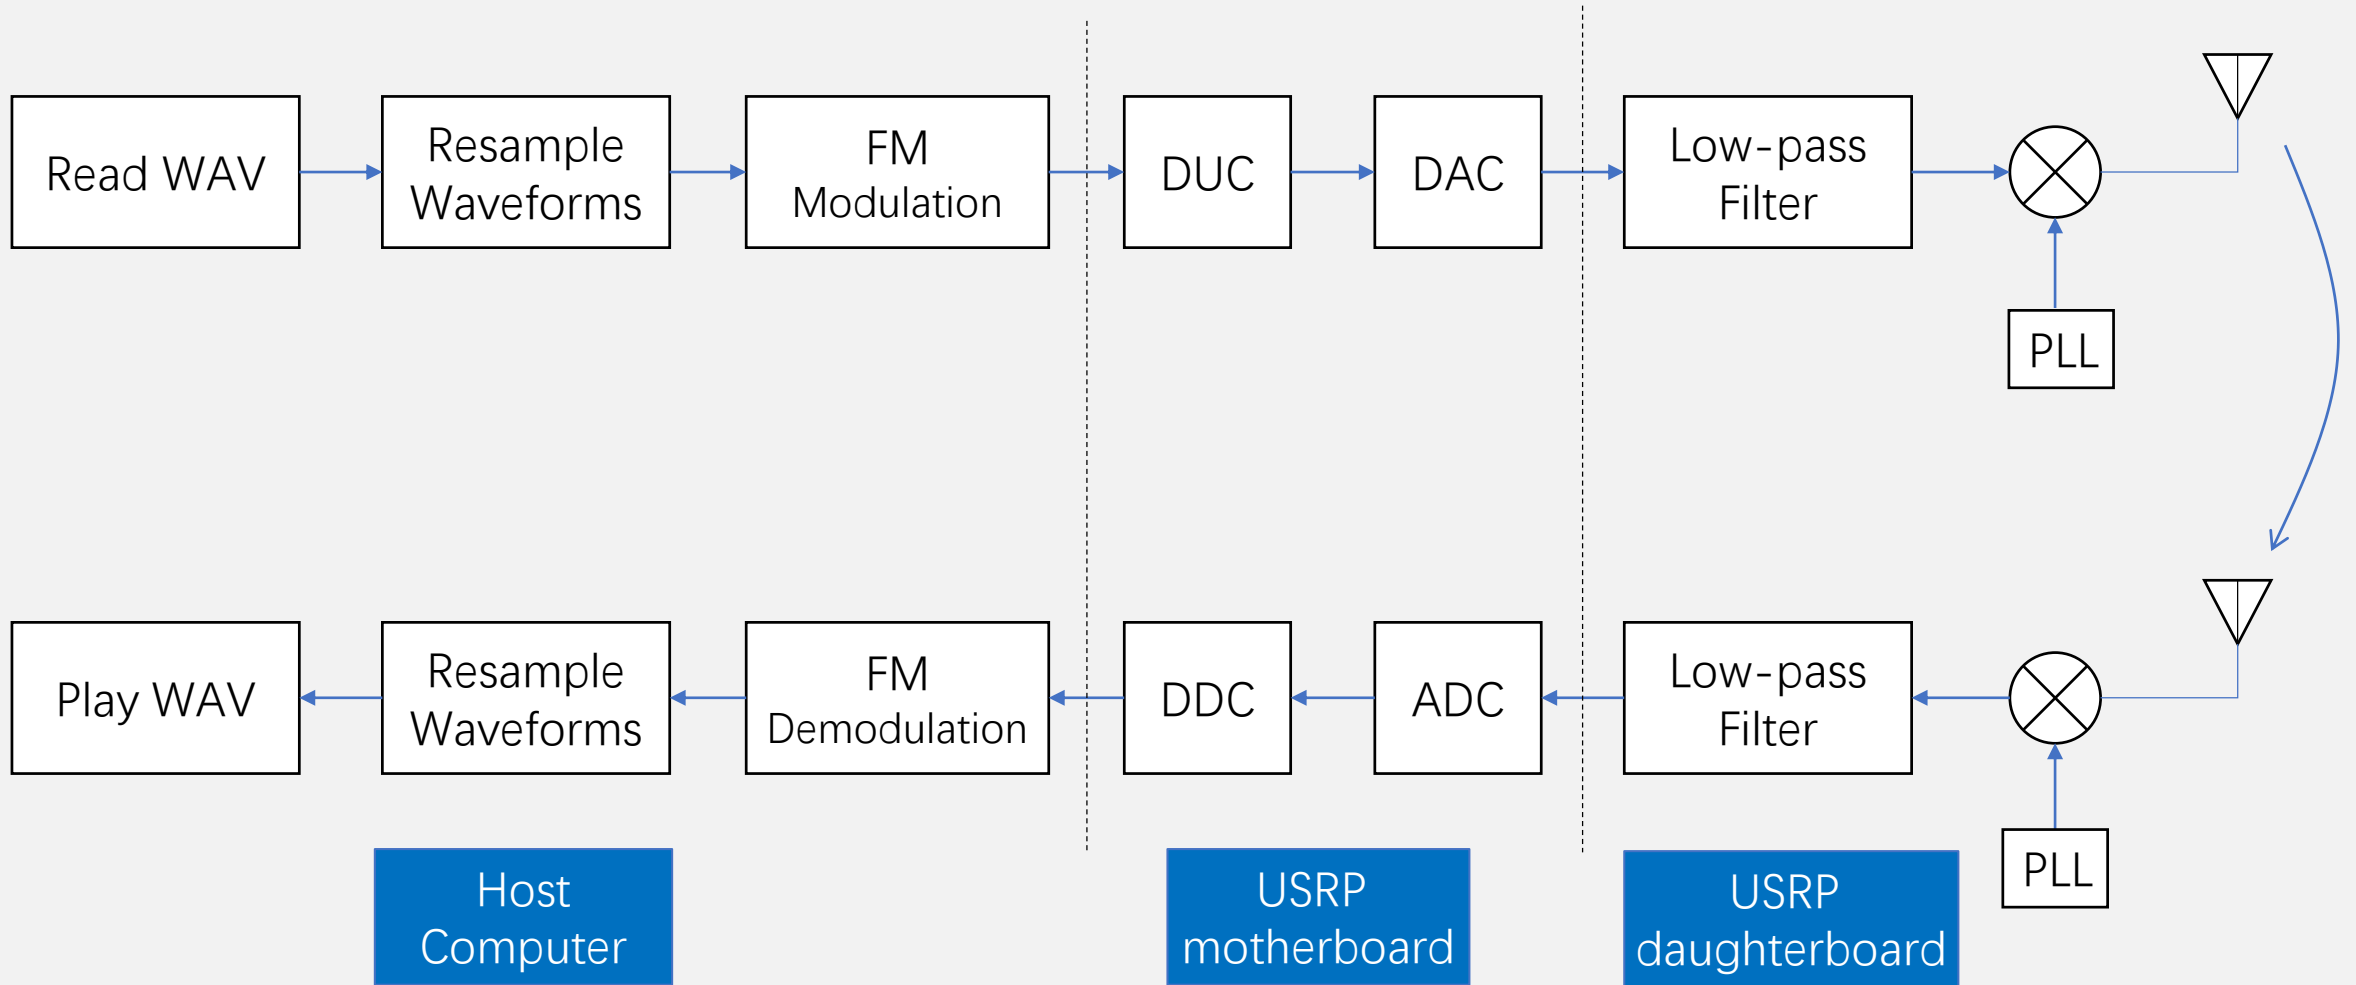 Read WAV
Resample
Waveforms
FM
Modulation
DUC
DAC
Low-pass
Filter
PLL
Play WAV
Resample
Waveforms
FM
Demodulation
DDC
ADC
Low-pass
Filter
PLL
Host
Computer
USRP
motherboard
USRP
daughterboard